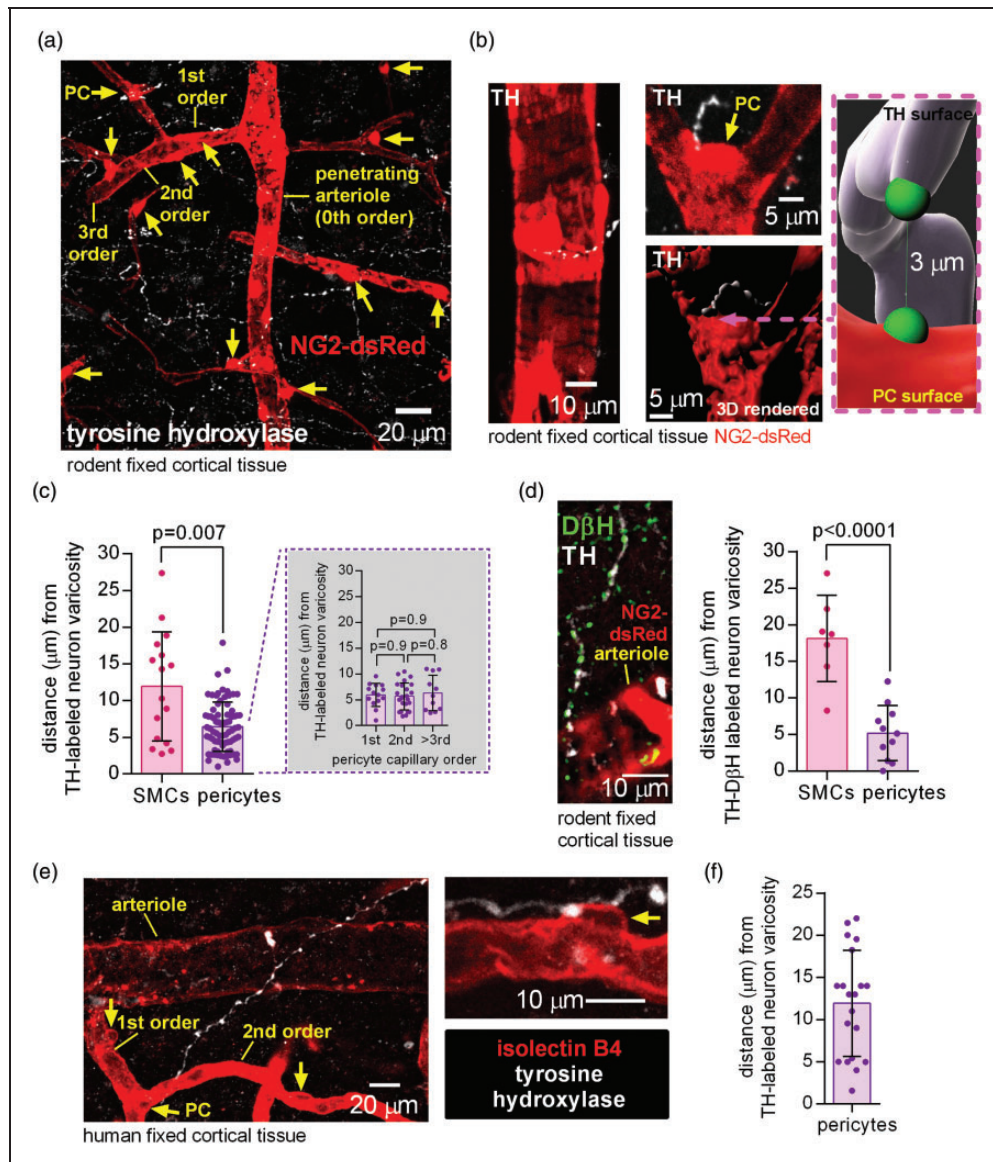 (a)
PC
1st
order
2nd
order
3rd
order
penetrating
arteriole
(0th order)
NG2-dsRed
tyrosine hydroxylase
20 μm
rodent fixed cortical tissue
(b)
TH
10 μm
TH
PC
5 μm
TH
5 μm
3D rendered
TH surface
3 μm
PC surface
rodent fixed cortical tissue NG2-dsRed
(c)
distance (μm) from
TH-labeled neuron varicosity
30
25
20
15
10
5
0
p=0.007
SMCs pericytes
distance (μm) from
TH-labeled neuron varicosity
30
25
20
15
10
5
0
p=0.9
p=0.9
p=0.8
1st 2nd >3rd
pericyte capillary order
(d)
DβH
TH
NG2-
dsRed
arteriole
10 μm
rodent fixed
cortical tissue
distance (μm) from
TH-DβH labeled neuron varicosity
30
25
20
15
10
5
0
p<0.0001
SMCs pericytes
(e)
arteriole
1st order
2nd order
PC
20 μm
human fixed cortical tissue
10 μm
isolectin B4
tyrosine
hydroxylase
(f)
distance (μm) from
TH-labeled neuron varicosity
25
20
15
10
5
0
pericytes